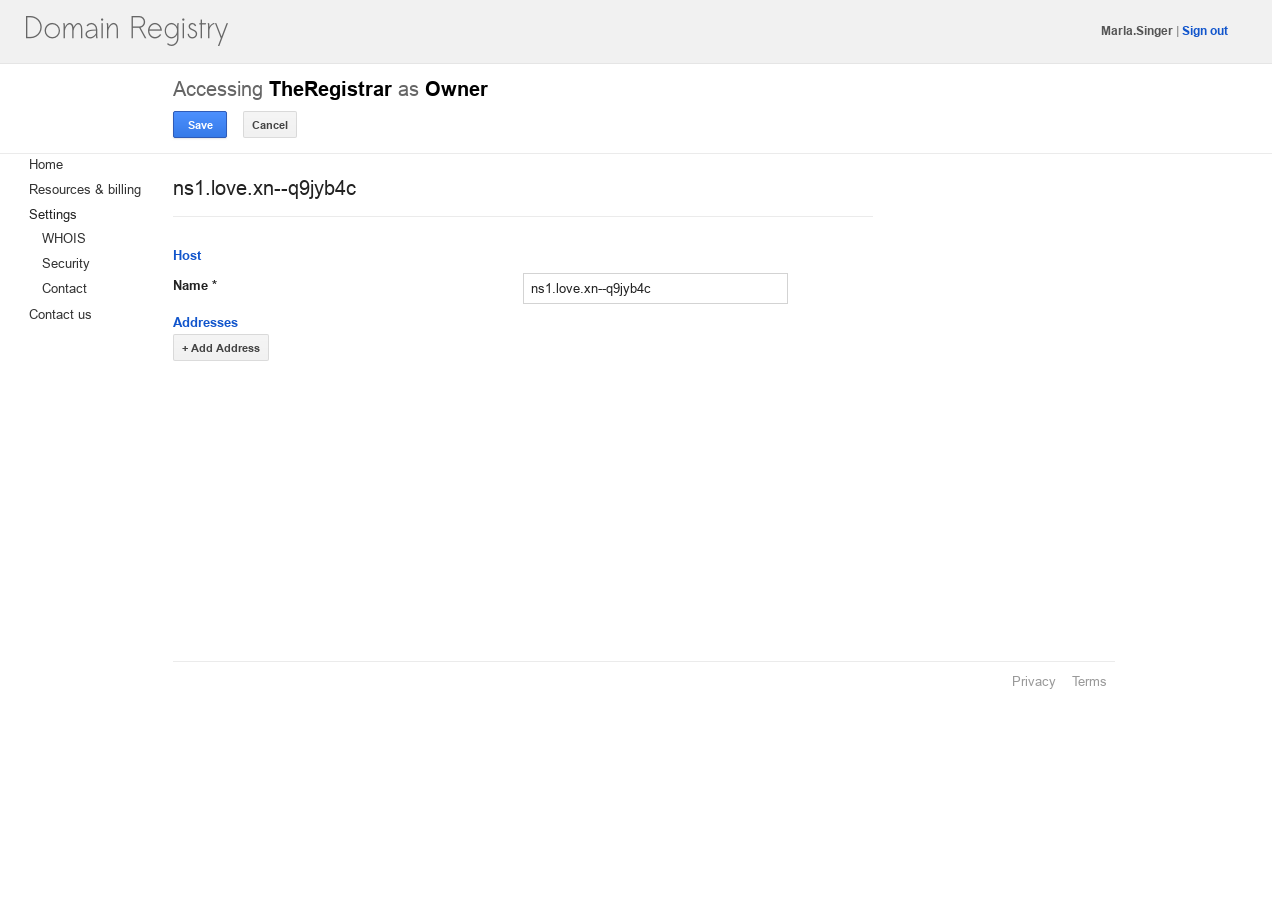 Domain Registry
Marla.Singer | Sign out
Accessing TheRegistrar as Owner
Save
Cancel
Home
Resources & billing
Settings
WHOIS
Security
Contact
Contact us
ns1.love.xn--q9jyb4c
Host
Name *
ns1.love.xn--q9jyb4c
Addresses
+ Add Address
Privacy
Terms